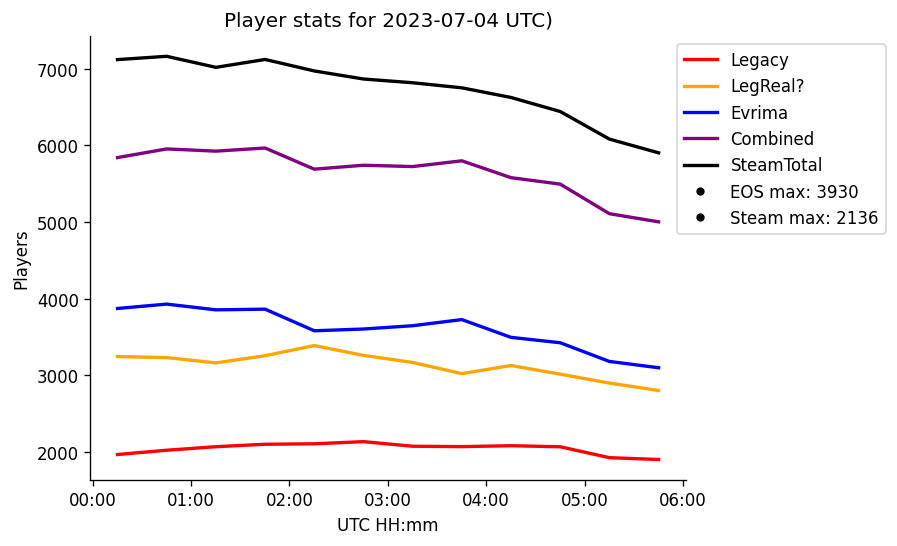 Player stats for 2023-07-04 UTC)
Players
7000
6000
5000
4000
3000
2000
00:00 01:00 02:00 03:00 04:00 05:00 06:00
UTC HH:mm
Legacy
LegReal?
Evrima
Combined
SteamTotal
EOS max: 3930
Steam max: 2136